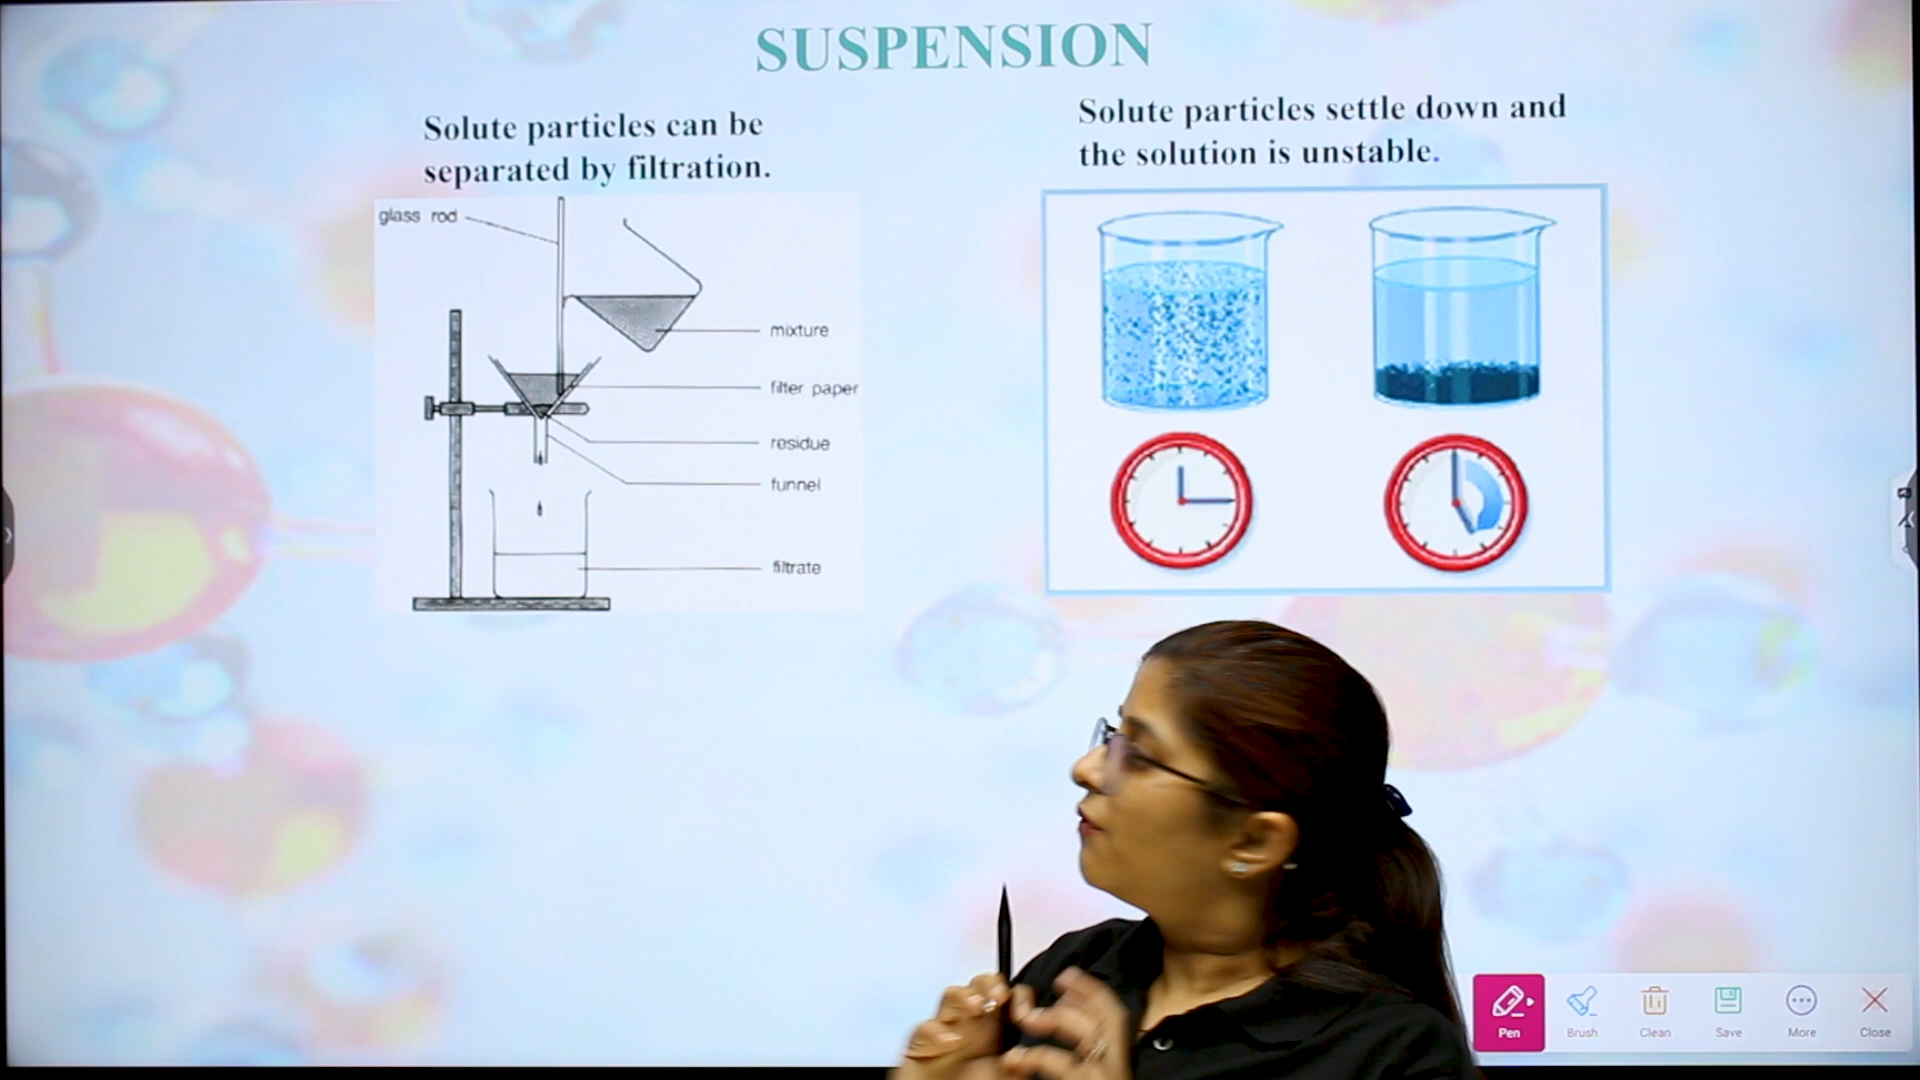 SUSPENSION
Solute particles can be
separated by filtration.
glass rod
mixture
filter paper
residue
funnel
filtrate
Solute particles settle down and
the solution is unstable.
Pen
Brush
Clean
Save
More
Close